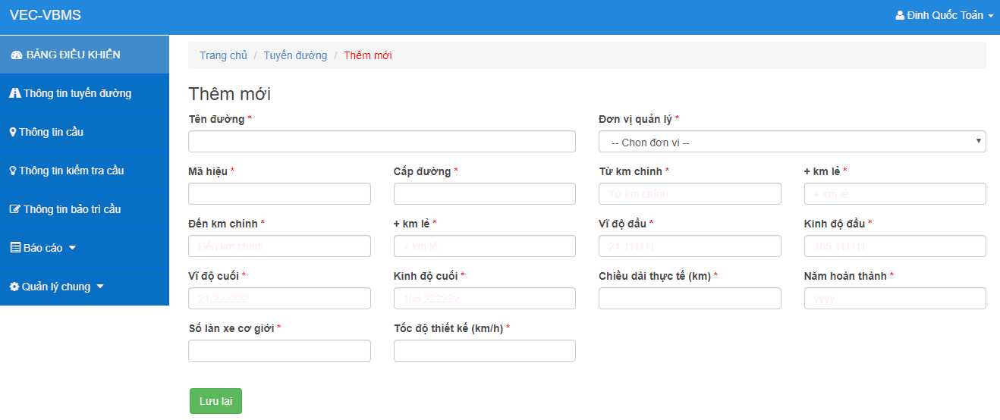 VEC-VBMS
Đinh Quốc Toản
BẢNG ĐIỀU KHIỂN
Thông tin tuyến đường
Thông tin cầu
Thông tin kiểm tra cầu
Thông tin bảo trì cầu
Báo cáo
Quản lý chung
Trang chủ / Tuyến đường / Thêm mới
Thêm mới
Tên đường * Đơn vị quản lý *
-- Chọn đơn vị --
Mã hiệu * Cấp đường * Từ km chính * + km lẻ *
Từ km chính + km lẻ
Đến km chính * + km lẻ * Vĩ độ đầu * Kinh độ đầu *
Đến km chính + km lẻ 21.111111 105.111111
Vĩ độ cuối * Kinh độ cuối * Chiều dài thực tế (km) * Năm hoàn thành *
21.222222 105.222222 yyyy
Số làn xe cơ giới * Tốc độ thiết kế (km/h) *
Lưu lại